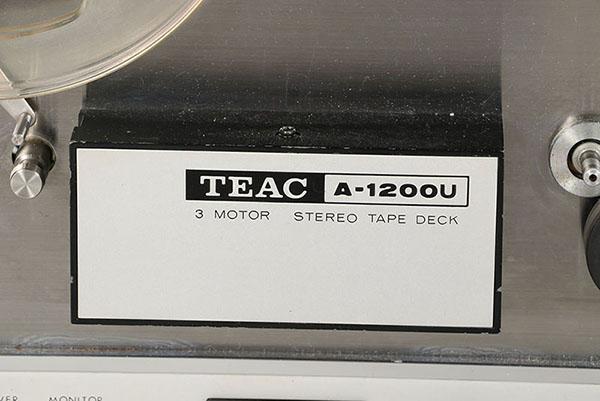 TEAC A-1200U
3 MOTOR STEREO TAPE DECK
MONITOR